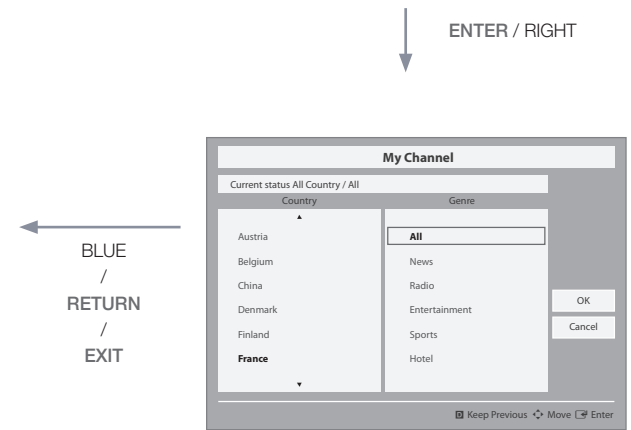 ENTER / RIGHT
My Channel
Current status All Country / All
Country Genre
▲
Austria All
Belgium News
China Radio
Denmark Entertainment
Finland Sports
France Hotel
▼
OK
Cancel
D Keep Previous Move Enter
BLUE
/
RETURN
/
EXIT